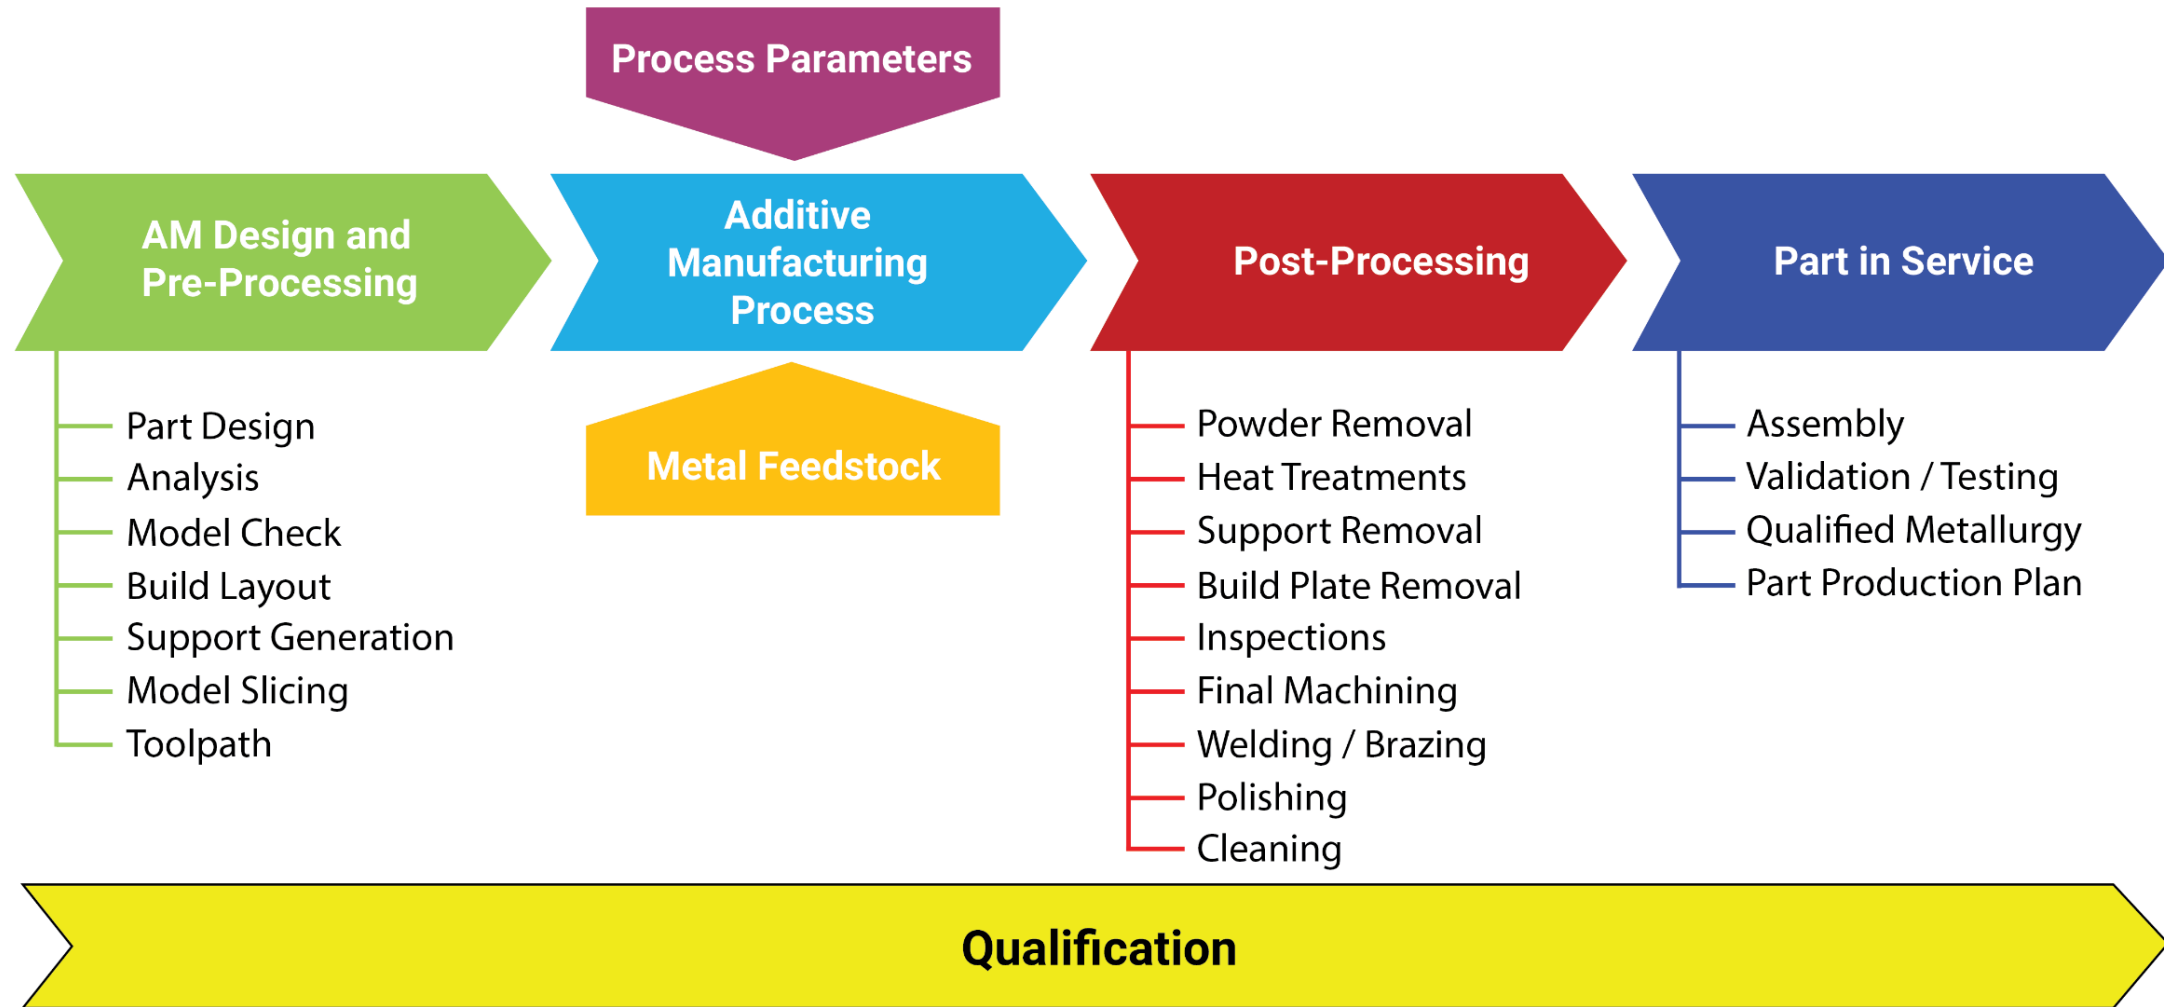 Process Parameters
AM Design and
Pre-Processing
Additive
Manufacturing
Process
Post-Processing
Part in Service
Metal Feedstock
Part Design
Analysis
Model Check
Build Layout
Support Generation
Model Slicing
Toolpath
Powder Removal
Heat Treatments
Support Removal
Build Plate Removal
Inspections
Final Machining
Welding / Brazing
Polishing
Cleaning
Assembly
Validation / Testing
Qualified Metallurgy
Part Production Plan
Qualification